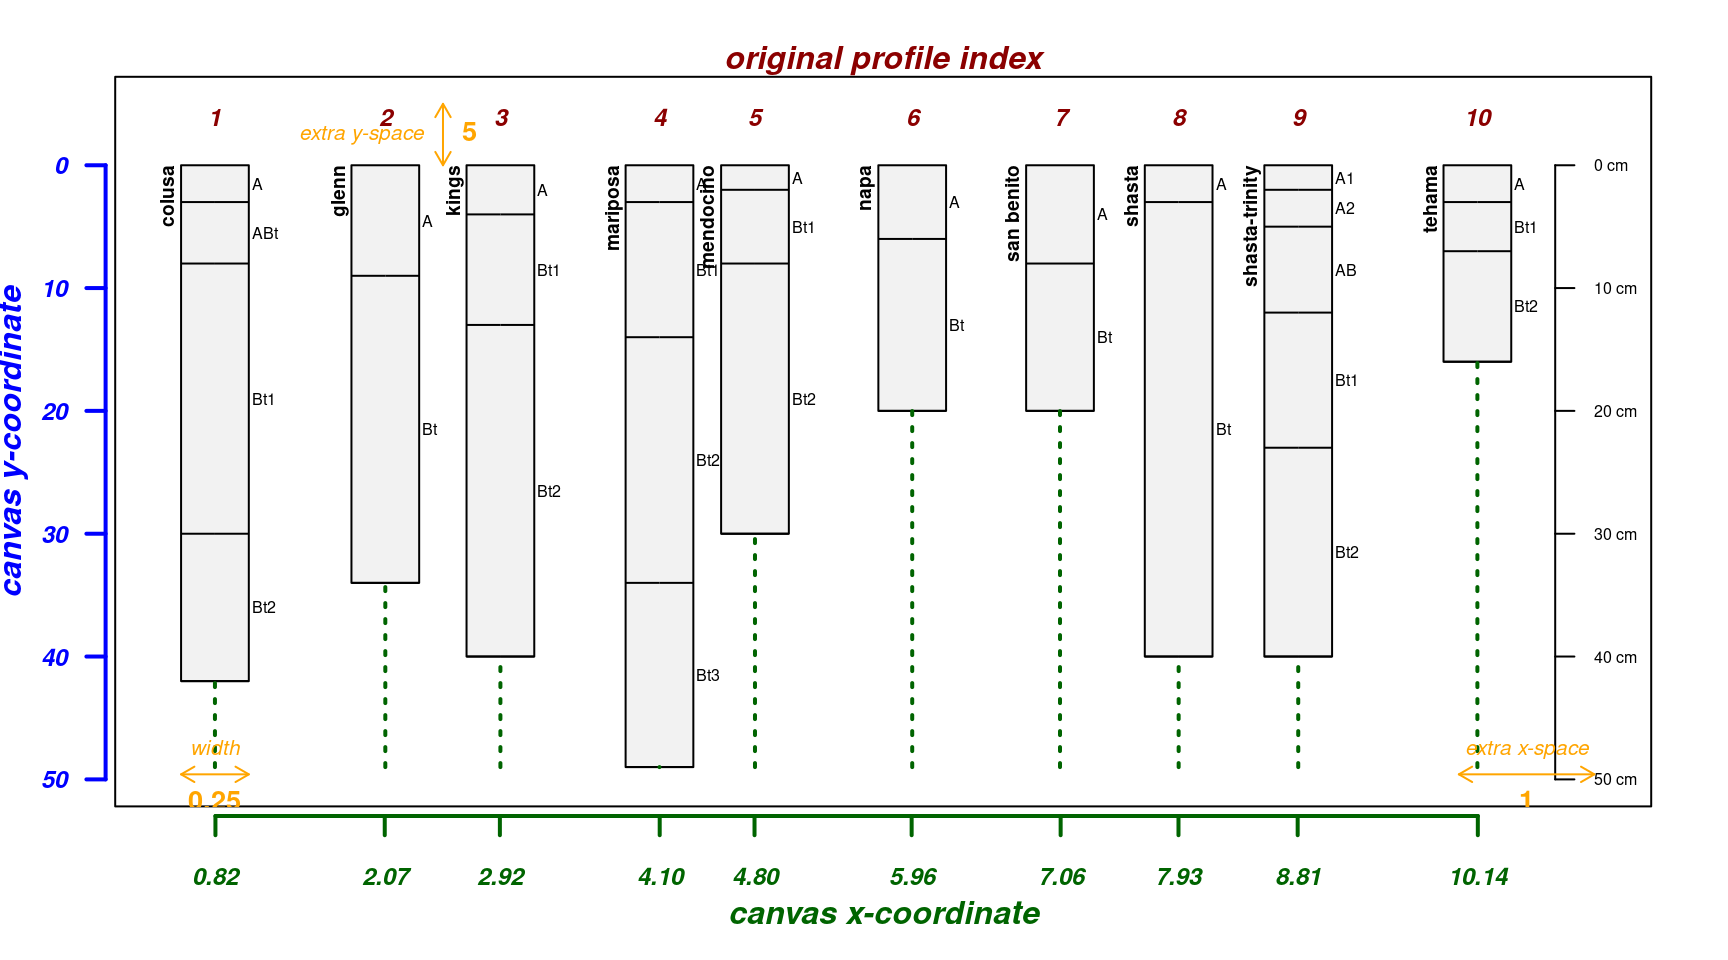 original profile index
1 2 3 4 5 6 7 8 9 10
extra y-space 5
canvas y-coordinate
0
10
20
30
40
50
colusa
A
ABt
Bt1
Bt2
glenn
A
Bt
kings
A
Bt1
Bt2
mariposa
A
Bt1
Bt2
Bt3
mendocino
A
Bt1
Bt2
napa
A
Bt
san benito
A
Bt
shasta
A
Bt
shasta-trinity
A1
A2
AB
Bt1
Bt2
tehama
A
Bt1
Bt2
0 cm
10 cm
20 cm
30 cm
40 cm
50 cm
width
0.25
extra x-space
1
0.82 2.07 2.92 4.10 4.80 5.96 7.06 7.93 8.81 10.14
canvas x-coordinate